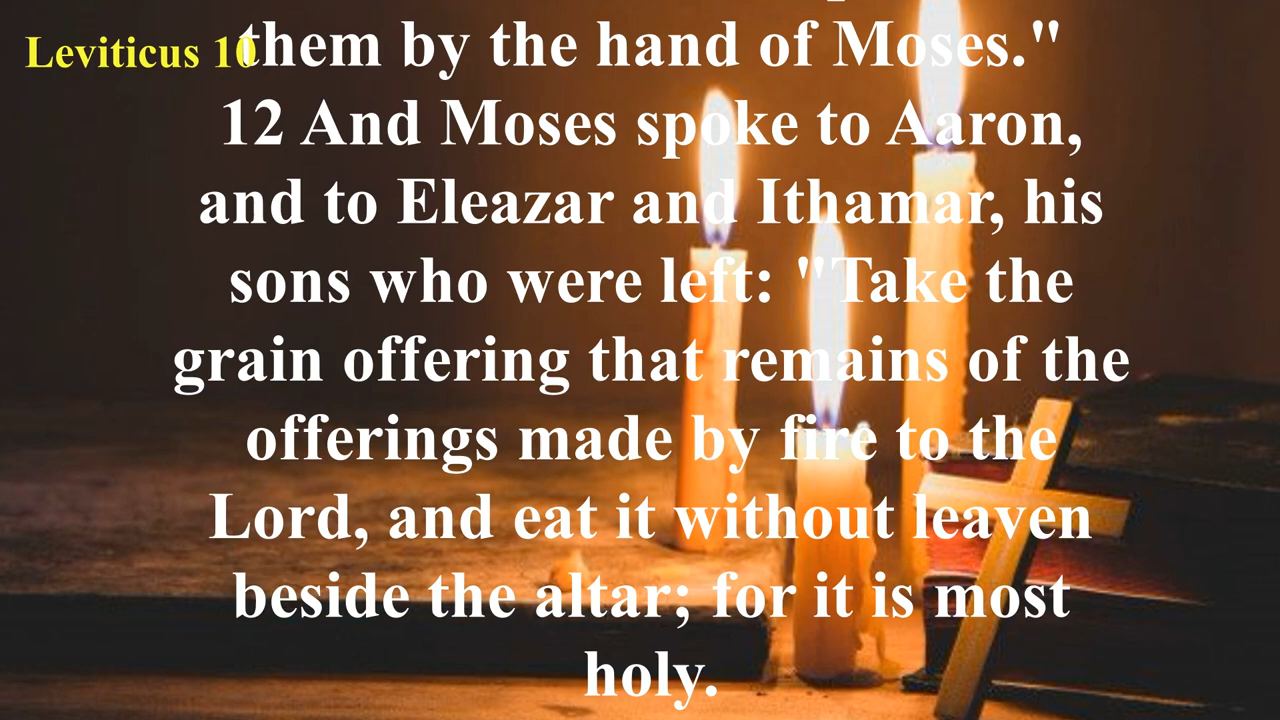 Leviticus 10
them by the hand of Moses."
12 And Moses spoke to Aaron,
and to Eleazar and Ithamar, his
sons who were left: "Take the
grain offering that remains of the
offerings made by fire to the
Lord, and eat it without leaven
beside the altar; for it is most
holy.